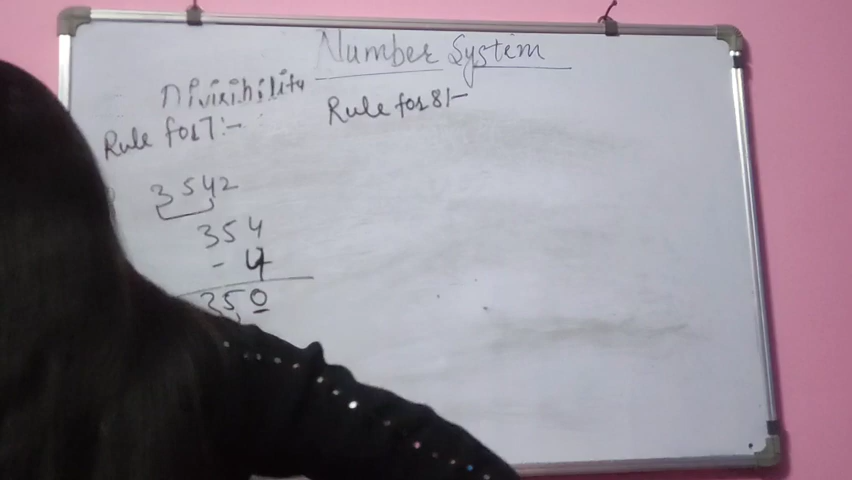 Number System
Divisibility
Rule for 7:-
3542
354
- 4
350
Rule for 8:-